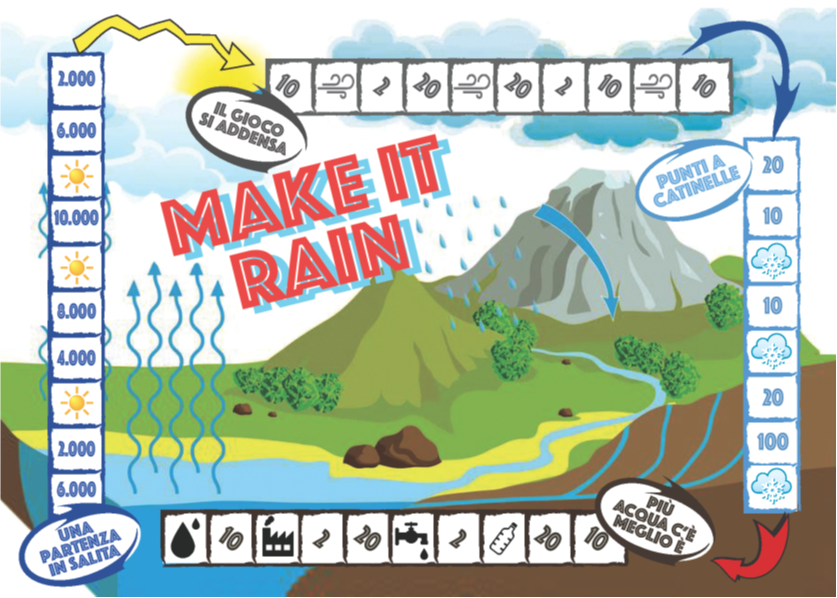 MAKE IT
RAIN
UNA
PARTENZA
IN SALITA
6.000
2.000
4.000
8.000
10.000
6.000
2.000
IL GIOCO
SI ADDENSA
10
2
20
20
2
10
10
PUNTI A
CATINELLE
20
10
10
20
100
PIÙ
ACQUA C'È
MEGLIO È
10
20
2
20
2
10